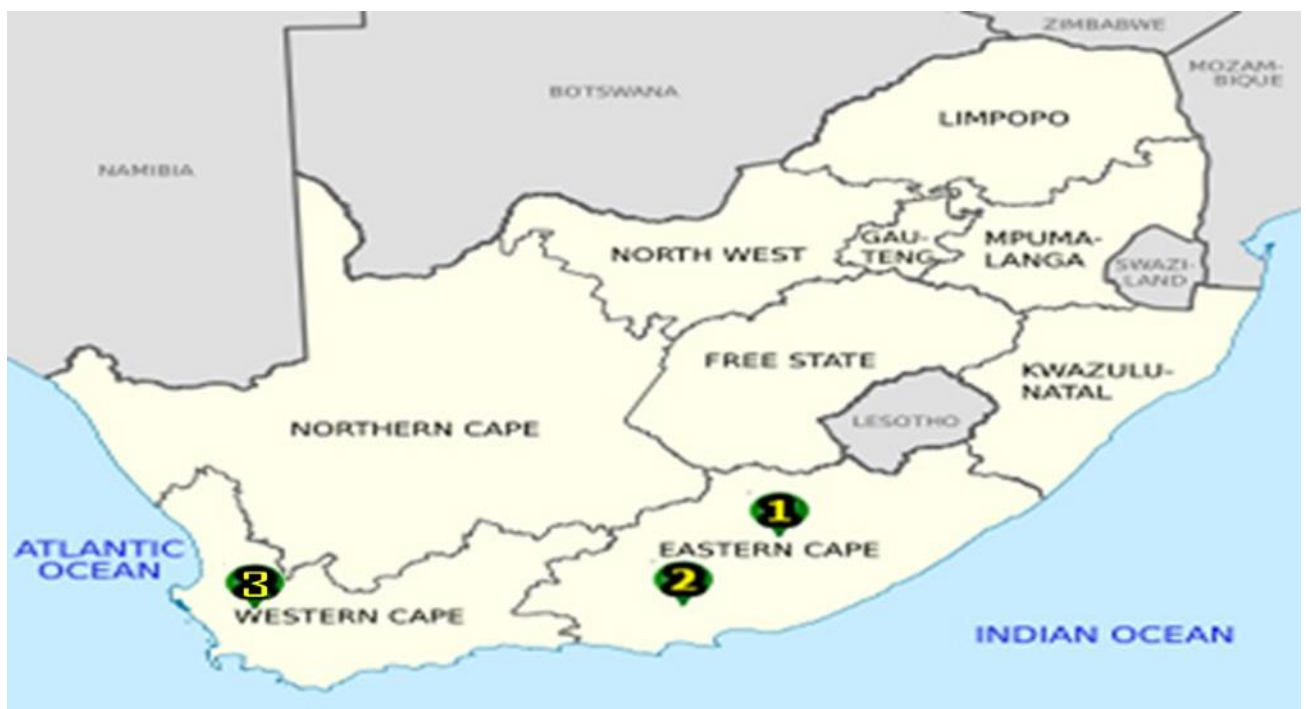 ZIMBABWE
MOZAM-
BIQUE
BOTSWANA
LIMPOPO
NAMIBIA
NORTH WEST
GAU-
TENG
MPUMA-
LANGA
SWAZI-
LAND
FREE STATE
KWAZULU-
NATAL
LESOTHO
NORTHERN CAPE
1
EASTERN CAPE
2
ATLANTIC
OCEAN
3
WESTERN CAPE
INDIAN OCEAN